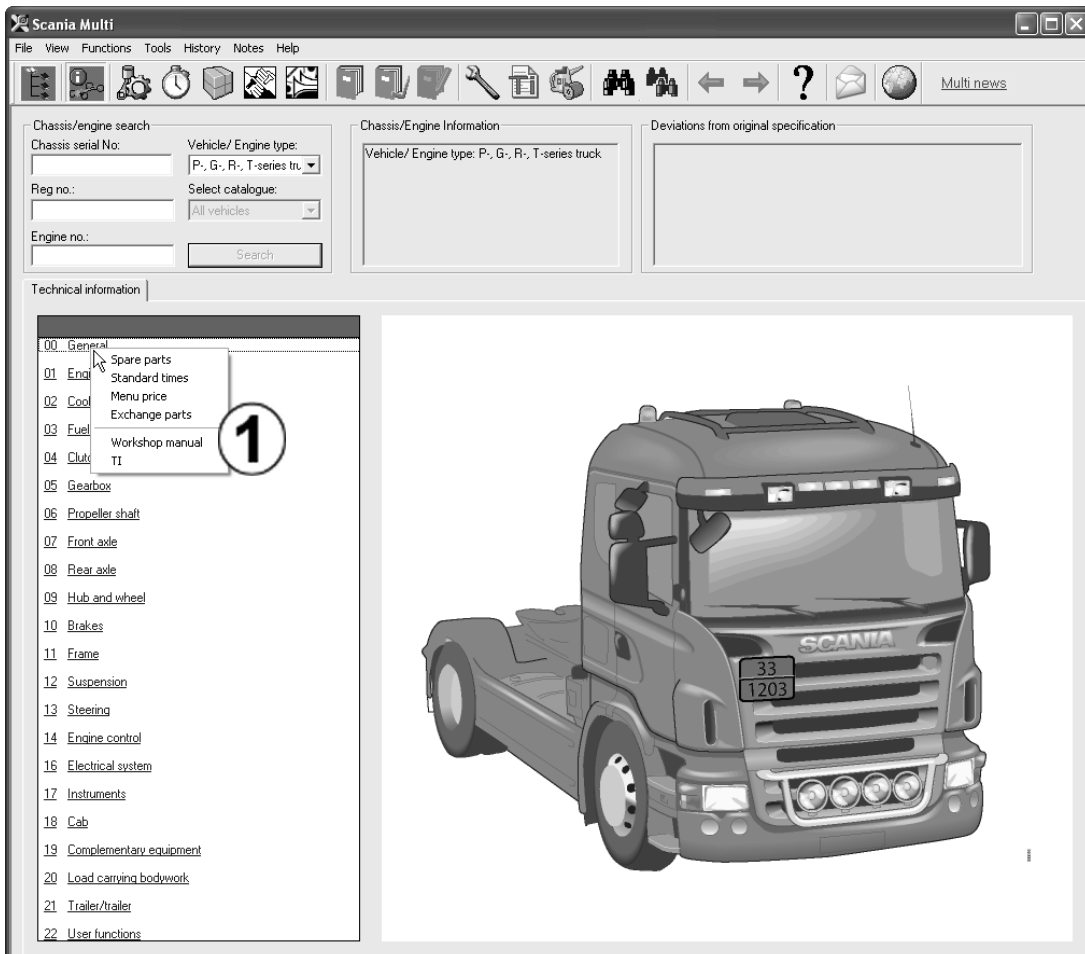 Scania Multi
File View Functions Tools History Notes Help
Multi news
Chassis/engine search
Chassis serial No:
Vehicle/ Engine type:
P-, G-, R-, T-series tru
Reg no.:
Select catalogue:
All vehicles
Engine no.:
Search
Chassis/Engine Information
Vehicle/ Engine type: P-, G-, R-, T-series truck
Deviations from original specification
Technical information
00 General
01 Engi
02 Cool
03 Fuel
04 Clutc
05 Gearbox
06 Propeller shaft
07 Front axle
08 Rear axle
09 Hub and wheel
10 Brakes
11 Frame
12 Suspension
13 Steering
14 Engine control
16 Electrical system
17 Instruments
18 Cab
19 Complementary equipment
20 Load carrying bodywork
21 Trailer/trailer
22 User functions
Spare parts
Standard times
Menu price
Exchange parts
Workshop manual
TI
1
SCANIA
33
1203